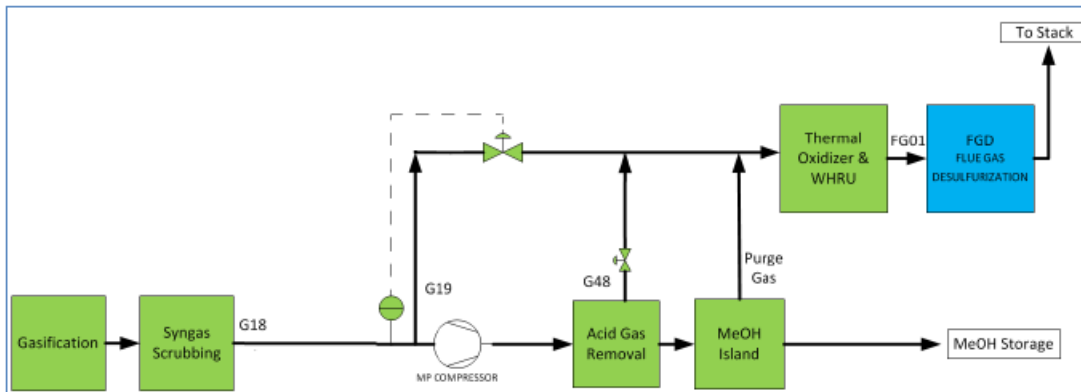 To Stack
Thermal
Oxidizer &
WHRU
FG01
FGD
FLUE GAS
DESULFURIZATION
G19
G48
Purge
Gas
Gasification
Syngas
Scrubbing
G18
MP COMPRESSOR
Acid Gas
Removal
MeOH
Island
MeOH Storage